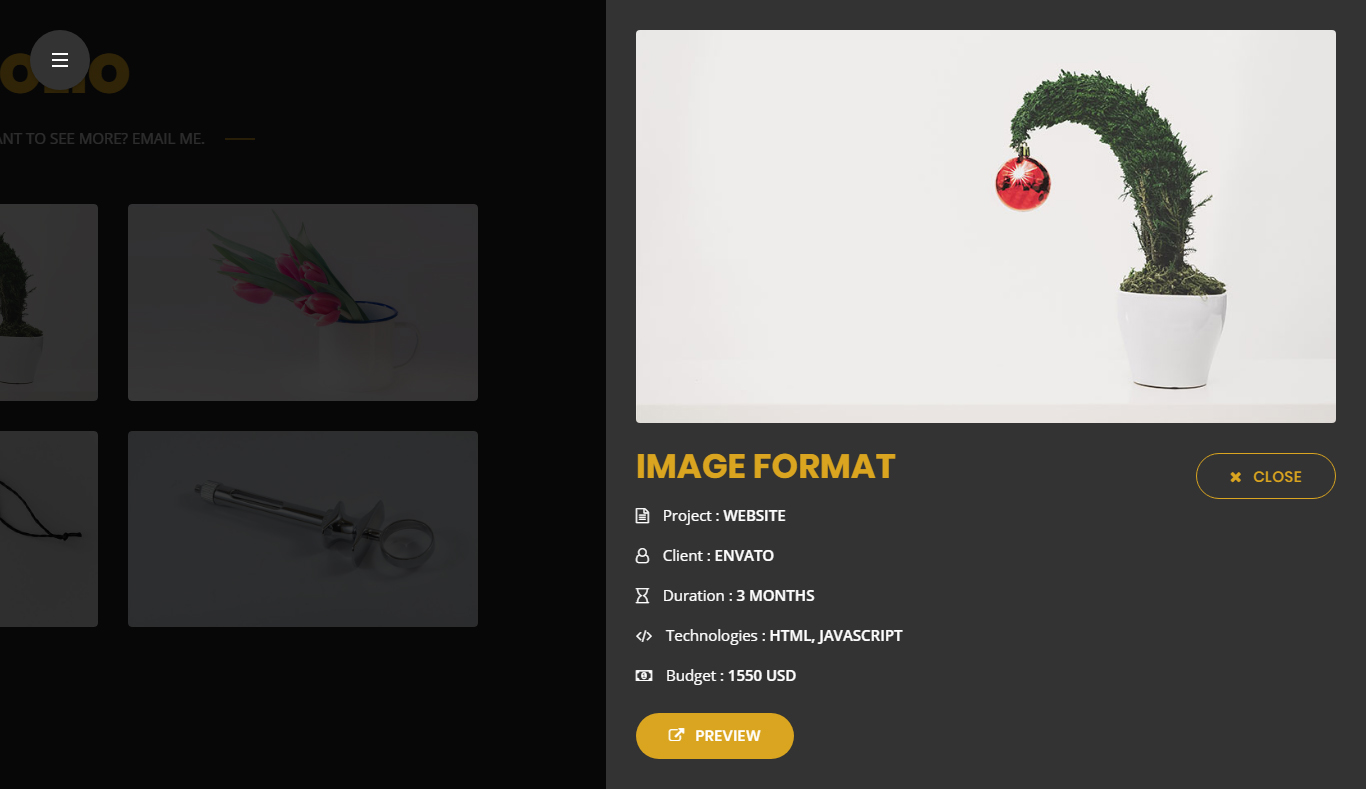 ANT TO SEE MORE? EMAIL ME.
IMAGE FORMAT
CLOSE
Project : WEBSITE
Client : ENVATO
Duration : 3 MONTHS
Technologies : HTML, JAVASCRIPT
Budget : 1550 USD
PREVIEW